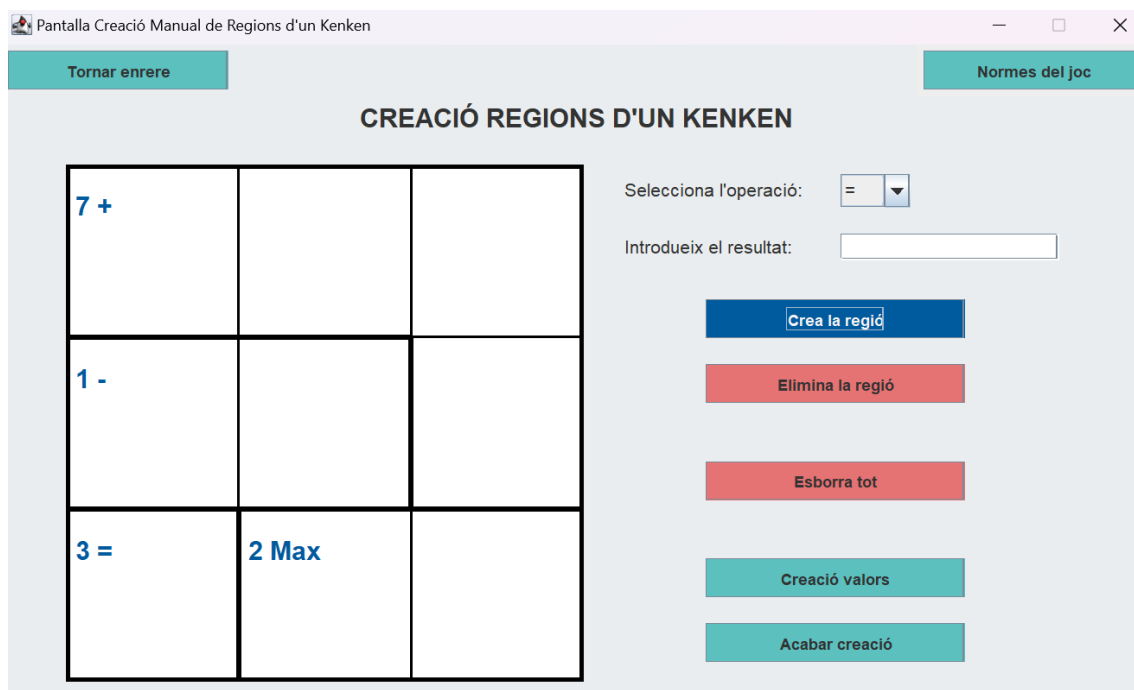 Pantalla Creació Manual de Regions d'un Kenken
Tornar enrere
Normes del joc
CREACIÓ REGIONS D'UN KENKEN
7 +
1 -
3 =
2 Max
Selecciona l'operació:
=
Introdueix el resultat:
Crea la regió
Elimina la regió
Esborra tot
Creació valors
Acabar creació